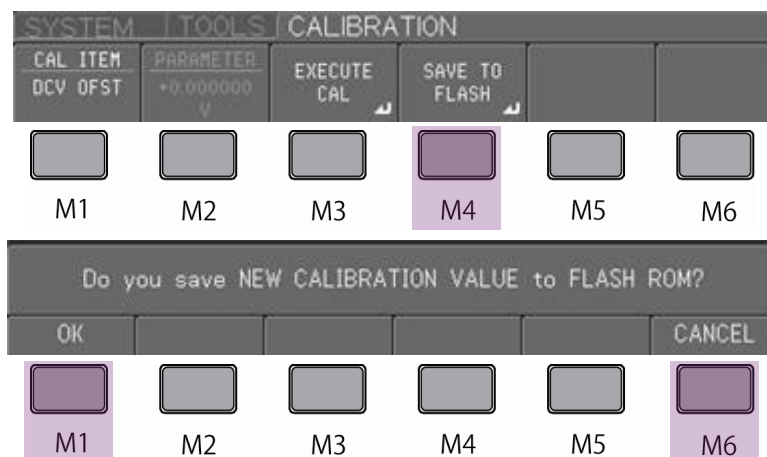 SYSTEM TOOLS CALIBRATION
CAL ITEM PARAMETER EXECUTE SAVE TO
DCV OFST +0.000000 CAL FLASH
V
M1 M2 M3 M4 M5 M6
Do you save NEW CALIBRATION VALUE to FLASH ROM?
OK CANCEL
M1 M2 M3 M4 M5 M6